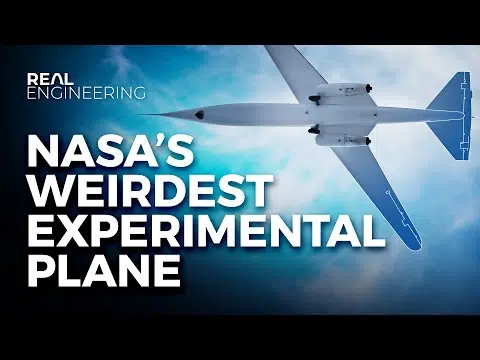 REAL
ENGINEERING
NASA'S
WEIRDEST
EXPERIMENTAL
PLANE